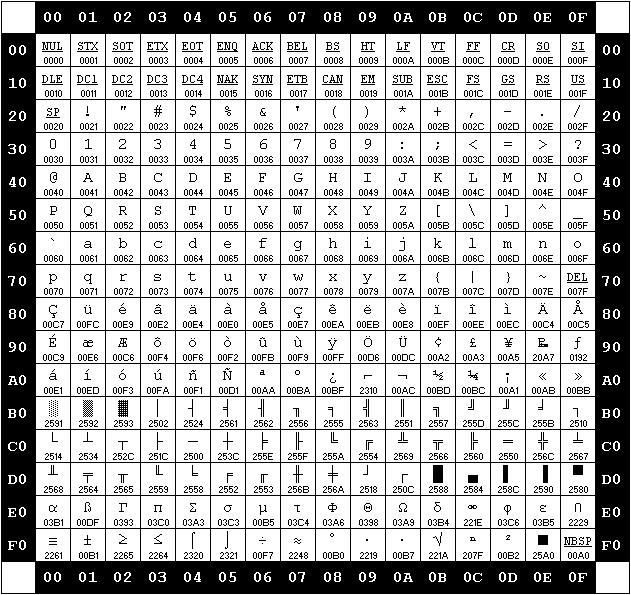 00 01 02 03 04 05 06 07 08 09 0A 0B 0C 0D 0E 0F
00 NUL STX SOT ETX EOT ENQ ACK BEL BS HT LF VT FF CR SO SI 00
0000 0001 0002 0003 0004 0005 0006 0007 0008 0009 000A 000B 000C 000D 000E 000F
10 DLE DC1 DC2 DC3 DC4 NAK SYN ETB CAN EM SUB ESC FS GS RS US 10
0010 0011 0012 0013 0014 0015 0016 0017 0018 0019 001A 001B 001C 001D 001E 001F
20 SP ! " # $ % & ' ( ) * + , - . / 20
0020 0021 0022 0023 0024 0025 0026 0027 0028 0029 002A 002B 002C 002D 002E 002F
30 0 1 2 3 4 5 6 7 8 9 : ; < = > ? 30
0030 0031 0032 0033 0034 0035 0036 0037 0038 0039 003A 003B 003C 003D 003E 003F
40 @ A B C D E F G H I J K L M N O 40
0040 0041 0042 0043 0044 0045 0046 0047 0048 0049 004A 004B 004C 004D 004E 004F
50 P Q R S T U V W X Y Z [ \ ] ^ _ 50
0050 0051 0052 0053 0054 0055 0056 0057 0058 0059 005A 005B 005C 005D 005E 005F
60 ` a b c d e f g h i j k l m n o 60
0060 0061 0062 0063 0064 0065 0066 0067 0068 0069 006A 006B 006C 006D 006E 006F
70 p q r s t u v w x y z { | } ~ DEL 70
0070 0071 0072 0073 0074 0075 0076 0077 0078 0079 007A 007B 007C 007D 007E 007F
80 Ç ü é â ä à å ç ê ë è ï î ì Ä Å 80
00C7 00FC 00E9 00E2 00E4 00E0 00E5 00E7 00EA 00EB 00E8 00EF 00EE 00EC 00C4 00C5
90 É æ Æ ô ö ò û ù ÿ Ö Ü ¢ £ ¥ ₧ ƒ 90
00C9 00E6 00C6 00F4 00F6 00F2 00FB 00F9 00FF 00D6 00DC 00A2 00A3 00A5 20A7 0192
A0 á í ó ú ñ Ñ ª º ¿ ⌐ ¬ ½ ¼ ¡ « » A0
00E1 00ED 00F3 00FA 00F1 00D1 00AA 00BA 00BF 2310 00AC 00BD 00BC 00A1 00AB 00BB
B0 ░ ▒ ▓ │ ┤ ╡ ╢ ╖ ╕ ╣ ║ ╗ ╝ ╜ ╛ ┐ B0
2591 2592 2593 2502 2524 2561 2562 2556 2555 2563 2551 2557 255D 255C 255B 2510
C0 └ ┴ ┬ ├ ─ ┼ ╞ ╟ ╚ ╔ ╩ ╦ ╠ ═ ╬ ╧ C0
2514 2534 252C 251C 2500 253C 255E 255F 255A 2554 2569 2566 2560 2550 256C 2567
D0 ╨ ╤ ╥ ╙ ╘ ╒ ╓ ╫ ╪ ┘ ┌ █ ▄ ▌ ▐ ▀ D0
2568 2564 2565 2559 2558 2552 2553 256B 256A 2518 250C 2588 2584 258C 2590 2580
E0 α ß Γ π Σ σ µ τ Φ Θ Ω δ ∞ φ ε ∩ E0
03B1 00DF 0393 03C0 03A3 03C3 00B5 03C4 03A6 0398 03A9 03B4 221E 03C6 03B5 2229
F0 ≡ ± ≥ ≤ ⌠ ⌡ ÷ ≈ ° ∙ · √ ⁿ ² ■ NBSP F0
2261 00B1 2265 2264 2320 2321 00F7 2248 00B0 2219 00B7 221A 207F 00B2 25A0 00A0
00 01 02 03 04 05 06 07 08 09 0A 0B 0C 0D 0E 0F